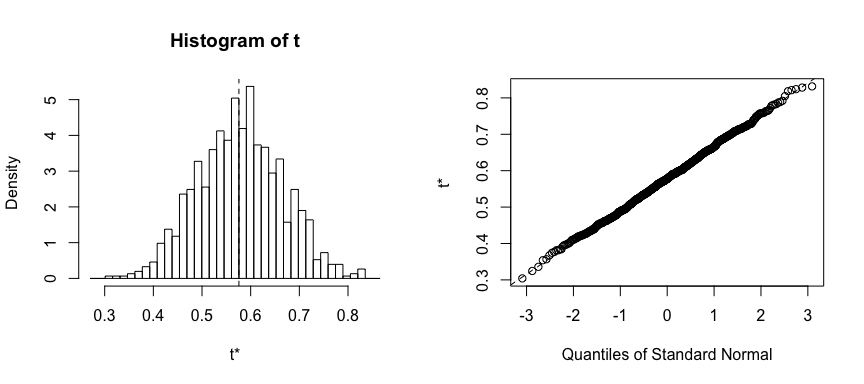 Histogram of t
Density
0 1 2 3 4 5
0.3 0.4 0.5 0.6 0.7 0.8
t*
t*
0.3 0.4 0.5 0.6 0.7 0.8
-3 -2 -1 0 1 2 3
Quantiles of Standard Normal